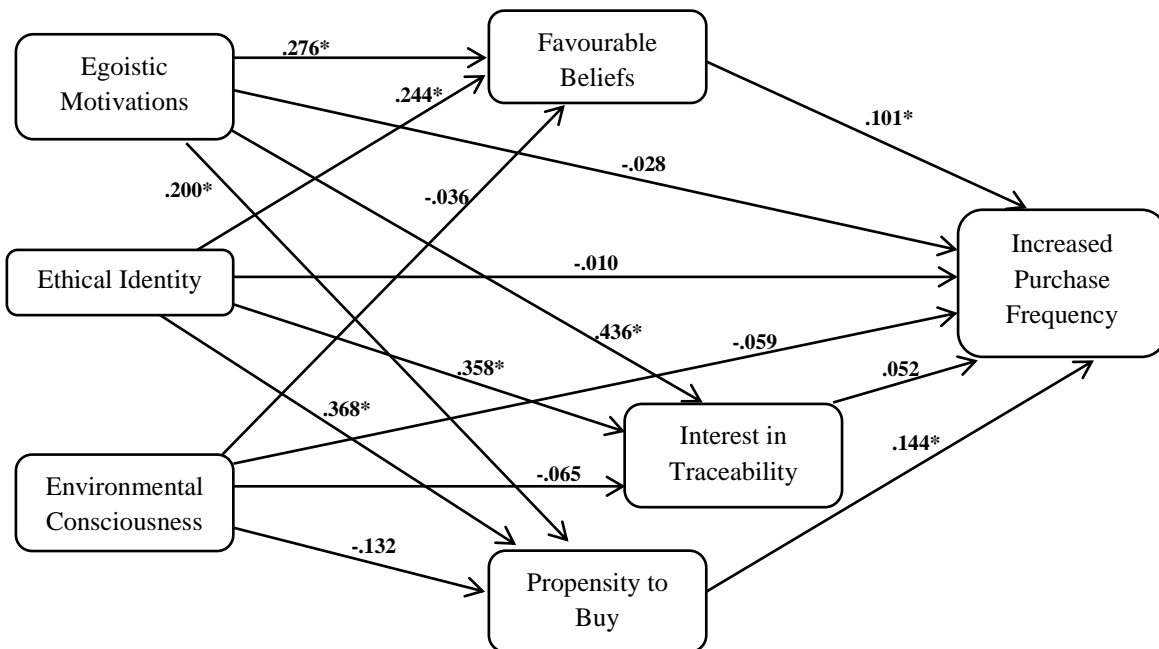 Egoistic
Motivations
.276*
Favourable
Beliefs
.244*
.101*
-.028
.200*
-.036
Ethical Identity
-.010
Increased
Purchase
Frequency
.436*
-.059
.358*
.052
.368*
Interest in
Traceability
.144*
Environmental
Consciousness
-.065
-.132
Propensity to
Buy